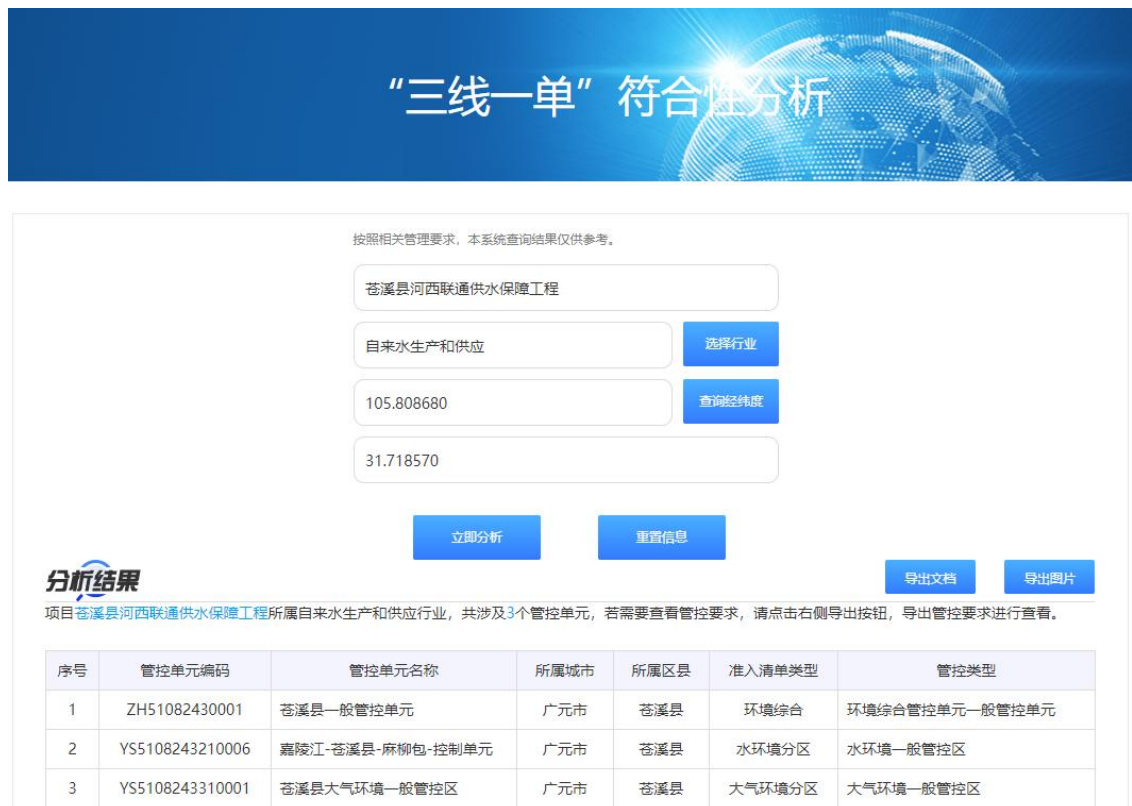 “三线一单”符合性分析
按照相关管理要求，本系统查询结果仅供参考。
苍溪县河西联通供水保障工程
自来水生产和供应 选择行业
105.808680 查询经纬度
31.718570
立即分析 重置信息
分析结果 导出文档 导出图片
项目苍溪县河西联通供水保障工程所属自来水生产和供应行业，共涉及3个管控单元，若需要查看管控要求，请点击右侧导出按钮，导出管控要求进行查看。
序号 管控单元编码 管控单元名称 所属城市 所属区县 准入清单类型 管控类型
1 ZH51082430001 苍溪县一般管控单元 广元市 苍溪县 环境综合 环境综合管控单元一般管控单元
2 YS5108243210006 嘉陵江-苍溪县-麻柳包-控制单元 广元市 苍溪县 水环境分区 水环境一般管控区
3 YS5108243310001 苍溪县大气环境一般管控区 广元市 苍溪县 大气环境分区 大气环境一般管控区